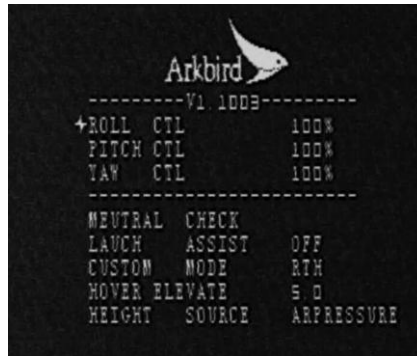 Arkbird
----------V1.1003----------
ROLL CTL 100%
PITCH CTL 100%
YAW CTL 100%
---------------------------
NEUTRAL CHECK
LAUCH ASSIST OFF
CUSTOM MODE RTH
HOVER ELEVATE 5.0
HEIGHT SOURCE ARPRESSURE